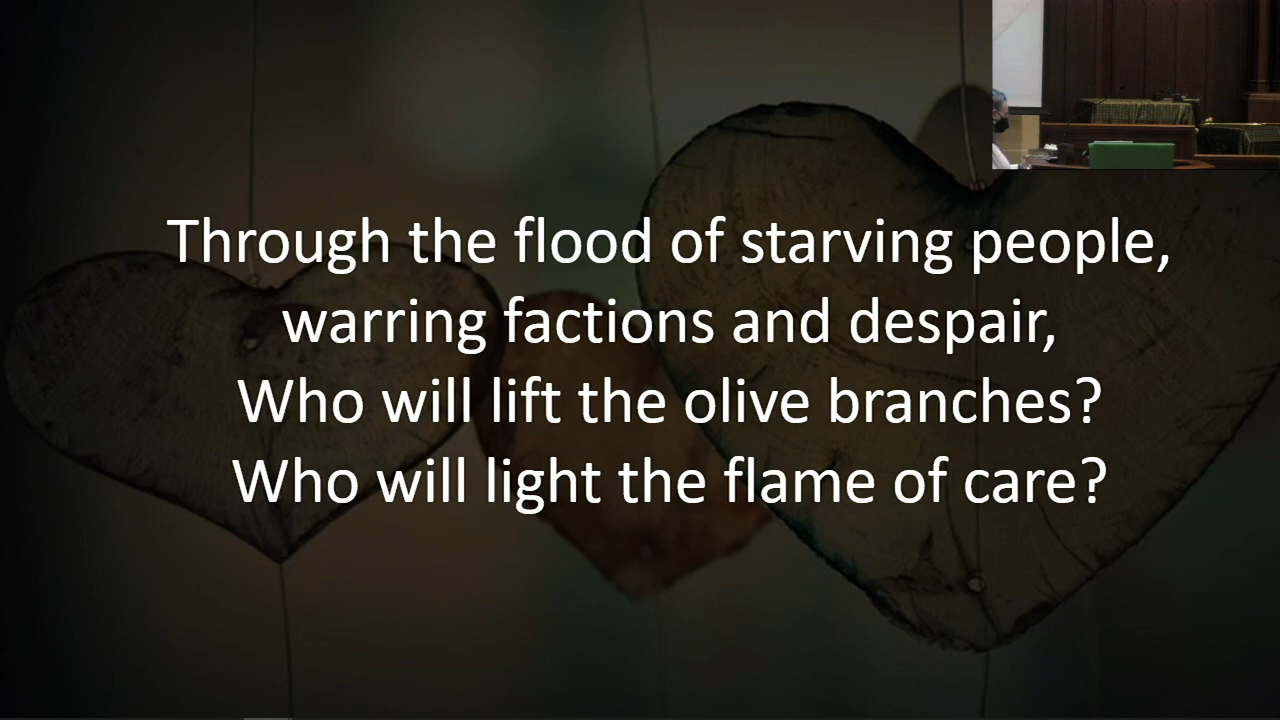 Through the flood of starving people,
warring factions and despair,
Who will lift the olive branches?
Who will light the flame of care?